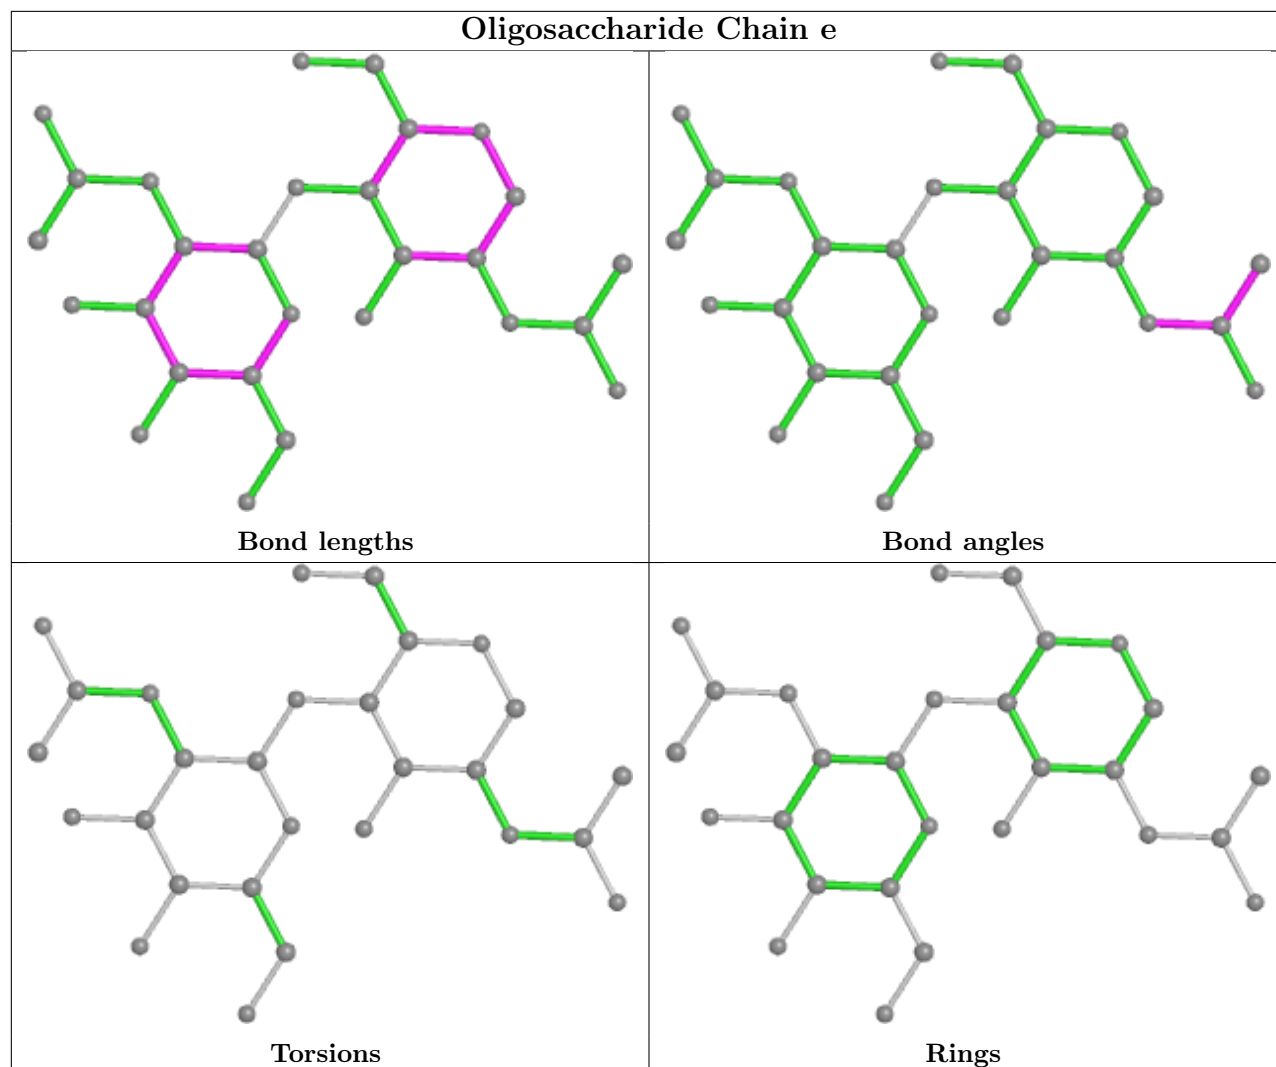 Oligosaccharide Chain e
Bond lengths
Bond angles
Torsions
Rings